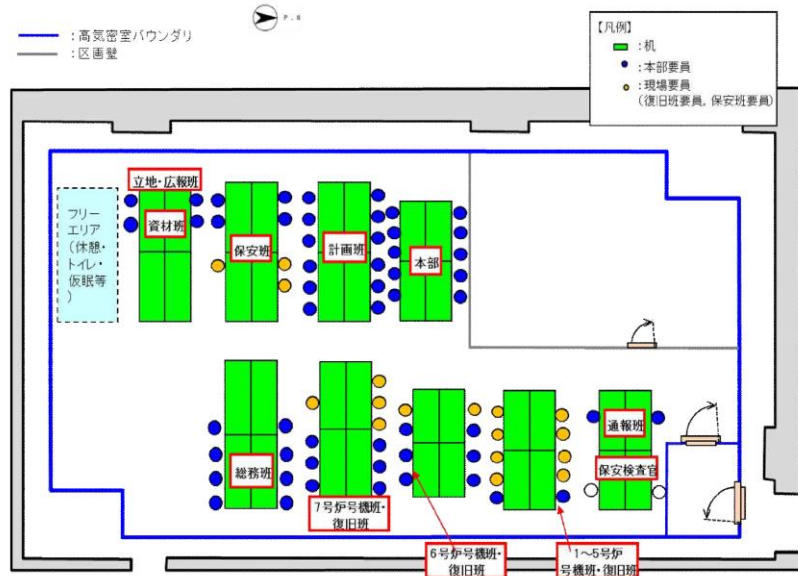 P.N
：高気密室バウンダリ
：区画壁
【凡例】
：机
：本部要員
：現場要員
(復旧班要員, 保安班要員)
立地・広報班
資材班
保安班
計画班
本部
フリー
エリア
（休憩・
トイレ・
仮眠等
）
総務班
7号炉号機班・
復旧班
6号炉号機班・
復旧班
1～5号炉
号機班・復旧班
通報班
保安検査官